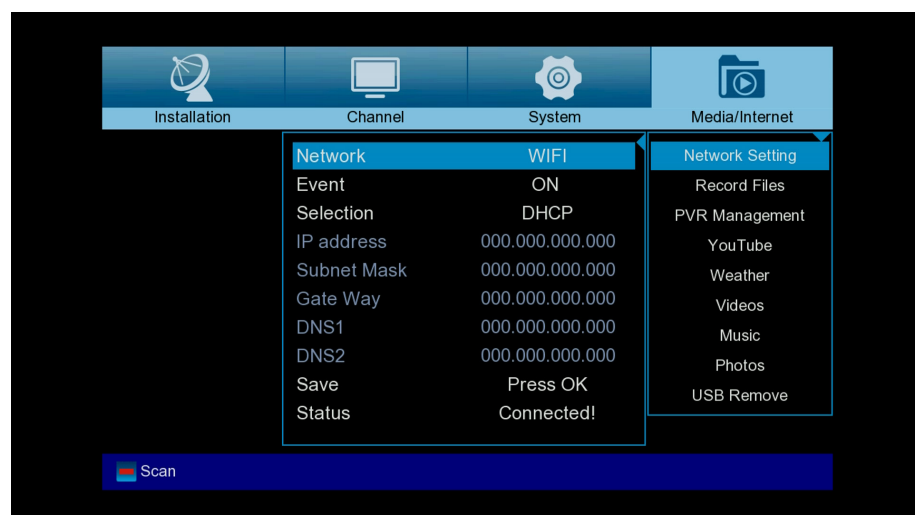 Installation Channel System Media/Internet
Network WIFI
Event ON
Selection DHCP
IP address 000.000.000.000
Subnet Mask 000.000.000.000
Gate Way 000.000.000.000
DNS1 000.000.000.000
DNS2 000.000.000.000
Save Press OK
Status Connected!
Network Setting
Record Files
PVR Management
YouTube
Weather
Videos
Music
Photos
USB Remove
Scan